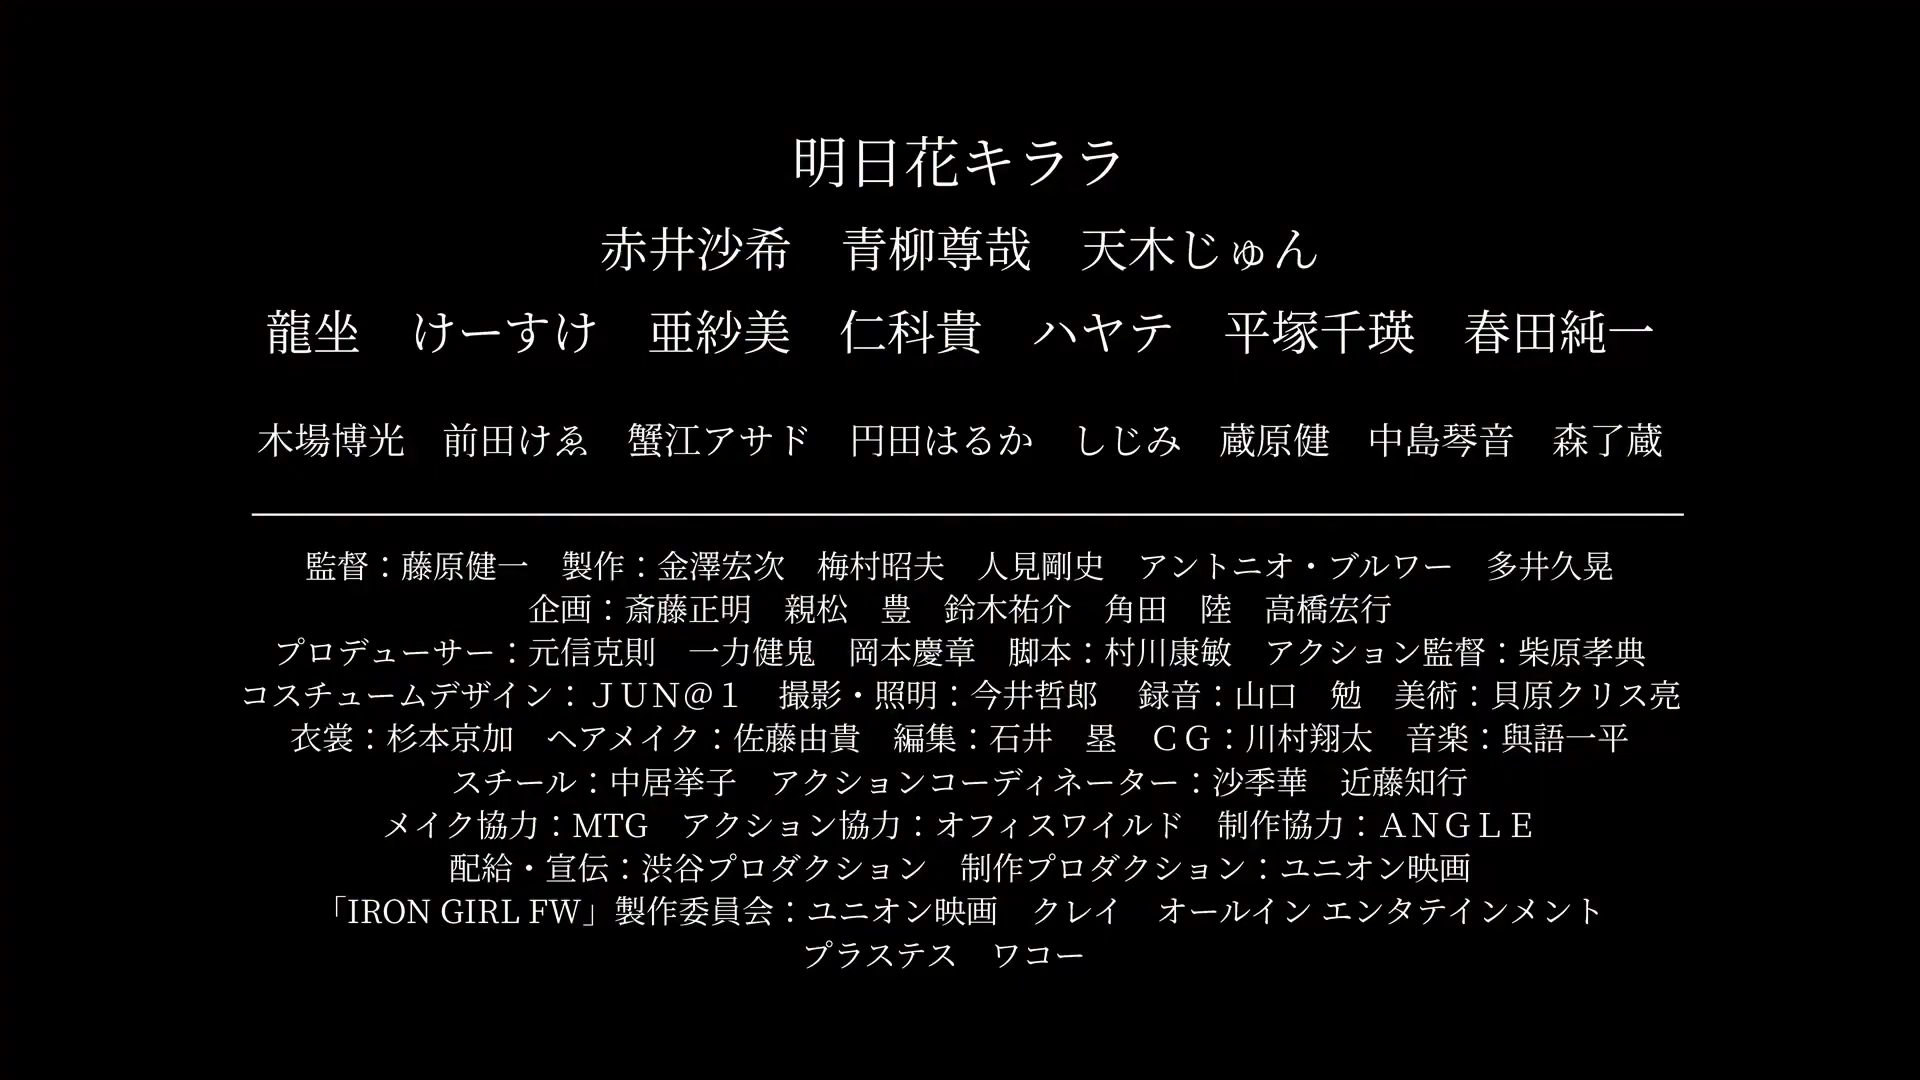 明日花キララ
赤井沙希　青柳尊哉　天木じゅん
龍坐　けーすけ　亜紗美　仁科貴　ハヤテ　平塚千瑛　春田純一
木場博光　前田けゑ　蟹江アサド　円田はるか　しじみ　蔵原健　中島琴音　森了蔵
監督：藤原健一　製作：金澤宏次　梅村昭夫　人見剛史　アントニオ・ブルワー　多井久晃
企画：斎藤正明　親松　豊　鈴木祐介　角田　陸　高橋宏行
プロデューサー：元信克則　一力健鬼　岡本慶章　脚本：村川康敏　アクション監督：柴原孝典
コスチュームデザイン：ＪＵＮ＠１　撮影・照明：今井哲郎　録音：山口　勉　美術：貝原クリス亮
衣裳：杉本京加　ヘアメイク：佐藤由貴　編集：石井　塁　ＣＧ：川村翔太　音楽：與語一平
スチール：中居挙子　アクションコーディネーター：沙季華　近藤知行
メイク協力：MTG　アクション協力：オフィスワイルド　制作協力：ＡＮＧＬＥ
配給・宣伝：渋谷プロダクション　制作プロダクション：ユニオン映画
「IRON GIRL FW」製作委員会：ユニオン映画　クレイ　オールイン エンタテインメント
プラステス　ワコー